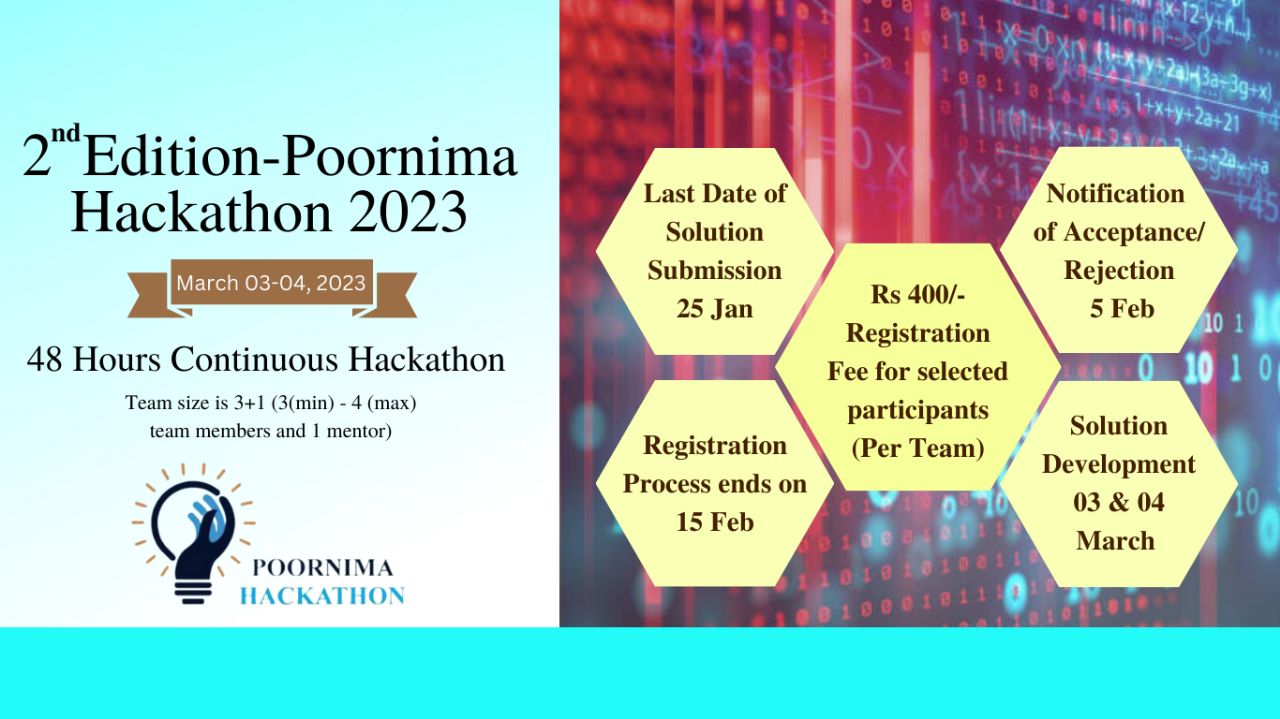 2nd Edition-Poornima
Hackathon 2023
March 03-04, 2023
48 Hours Continuous Hackathon
Team size is 3+1 (3(min) - 4 (max)
team members and 1 mentor)
POORNIMA
HACKATHON
Last Date of
Solution
Submission
25 Jan
Notification
of Acceptance/
Rejection
5 Feb
Rs 400/-
Registration
Fee for selected
participants
(Per Team)
Registration
Process ends on
15 Feb
Solution
Development
03 & 04
March